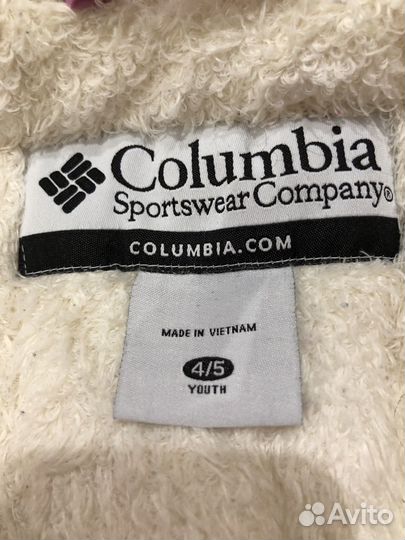 Columbia
Sportswear Company®
COLUMBIA.COM
MADE IN VIETNAM
4/5
YOUTH
Avito